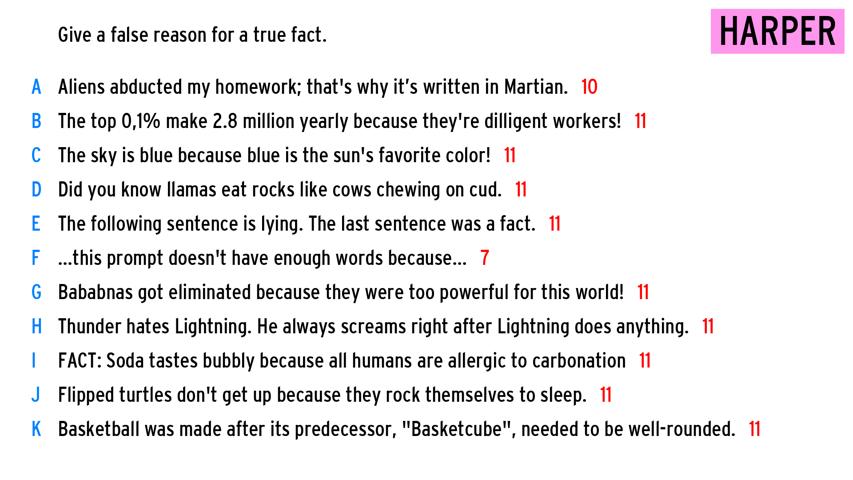 Give a false reason for a true fact.
HARPER
A Aliens abducted my homework; that's why it’s written in Martian. 10
B The top 0,1% make 2.8 million yearly because they're dilligent workers! 11
C The sky is blue because blue is the sun's favorite color! 11
D Did you know llamas eat rocks like cows chewing on cud. 11
E The following sentence is lying. The last sentence was a fact. 11
F ...this prompt doesn't have enough words because... 7
G Bababnas got eliminated because they were too powerful for this world! 11
H Thunder hates Lightning. He always screams right after Lightning does anything. 11
I FACT: Soda tastes bubbly because all humans are allergic to carbonation 11
J Flipped turtles don't get up because they rock themselves to sleep. 11
K Basketball was made after its predecessor, "Basketcube", needed to be well-rounded. 11